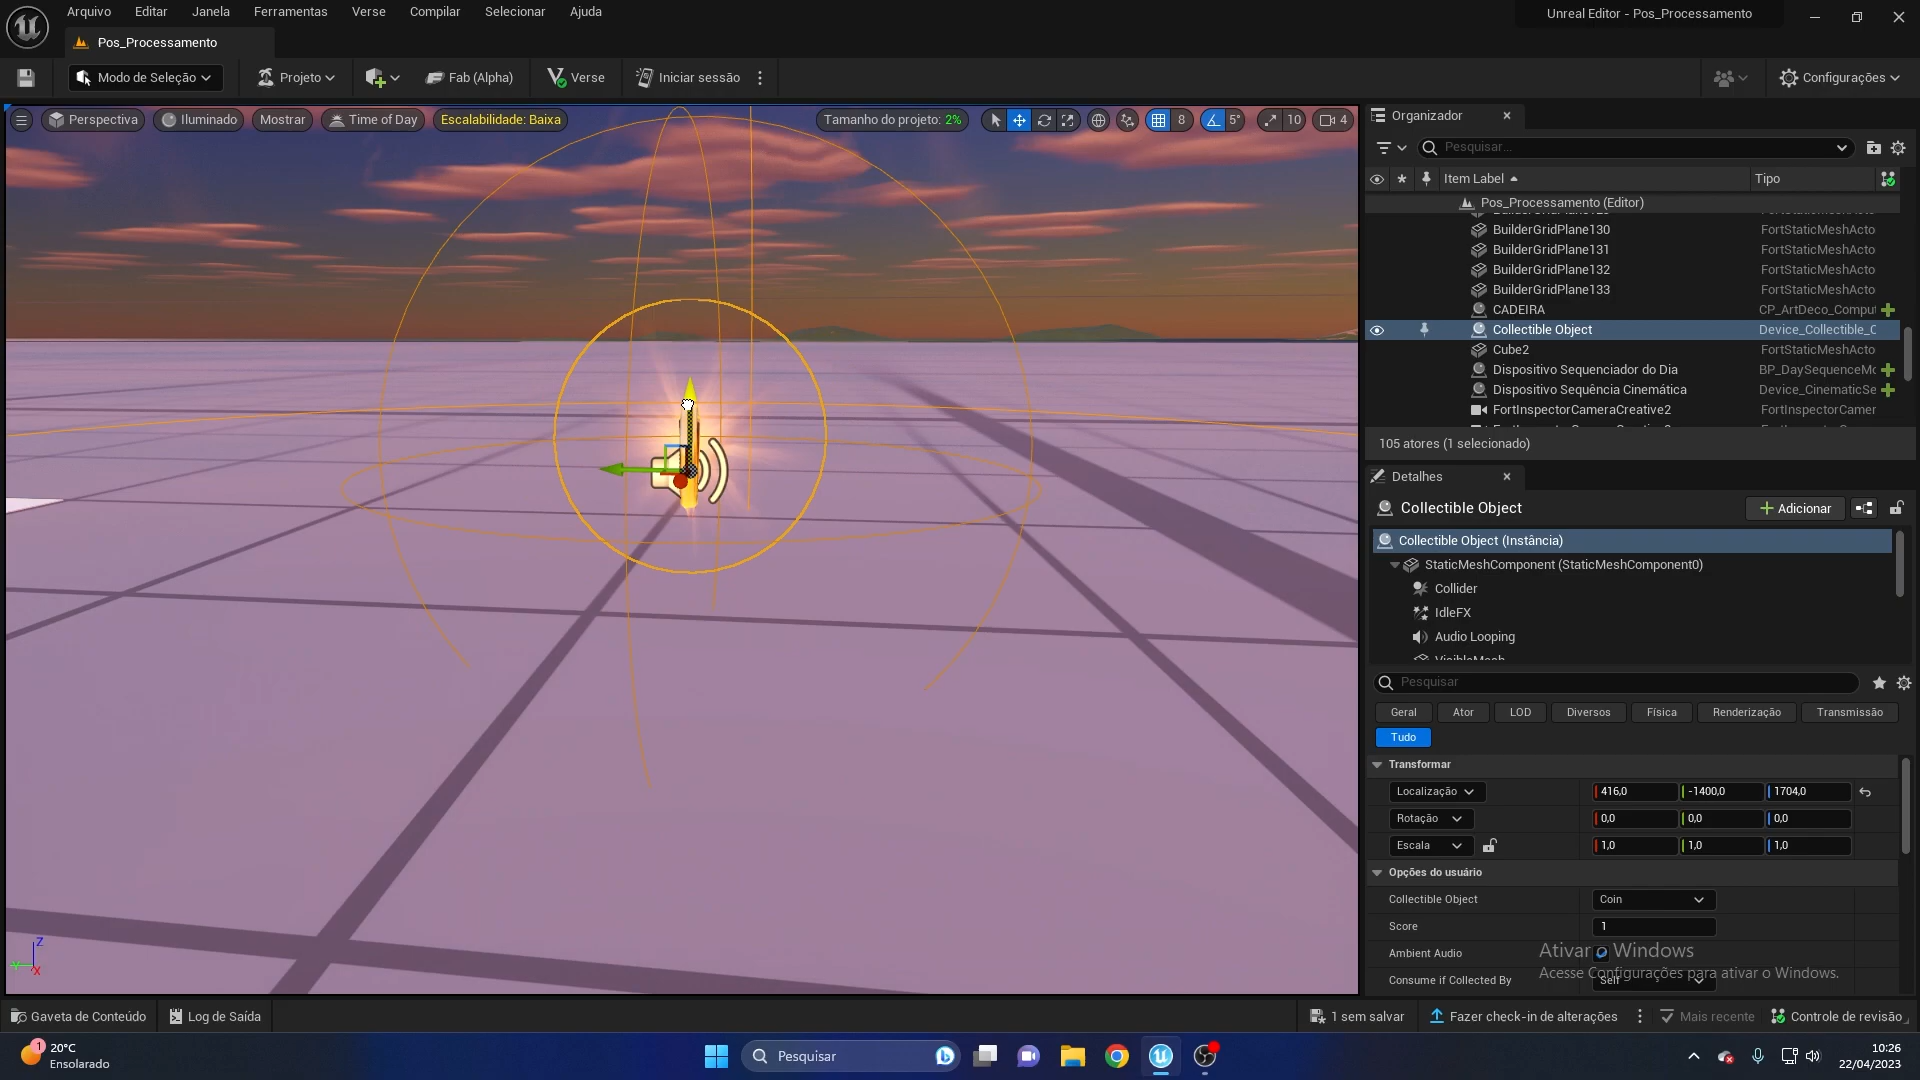 Arquivo Editar Janela Ferramentas Verse Compilar Selecionar Ajuda
Unreal Editor - Pos_Processamento
Pos_Processamento
Modo de Seleção
Projeto
Fab (Alpha)
Verse
Iniciar sessão
Configurações
Perspectiva
Iluminado
Mostrar
Time of Day
Escalabilidade: Baixa
Tamanho do projeto: 2%
8
5°
10
4
Organizador
Pesquisar...
Item Label
Tipo
Pos_Processamento (Editor)
BuilderGridPlane130 FortStaticMeshActo
BuilderGridPlane131 FortStaticMeshActo
BuilderGridPlane132 FortStaticMeshActo
BuilderGridPlane133 FortStaticMeshActo
CADEIRA CP_ArtDeco_Comput
Collectible Object Device_Collectible_C
Cube2 FortStaticMeshActo
Dispositivo Sequenciador do Dia BP_DaySequenceMo
Dispositivo Sequência Cinemática Device_CinematicSe
FortInspectorCameraCreative2 FortInspectorCamer
105 atores (1 selecionado)
Detalhes
Collectible Object
Adicionar
Collectible Object (Instância)
StaticMeshComponent (StaticMeshComponent0)
Collider
IdleFX
Audio Looping
VisibleMesh
Pesquisar
Geral Ator LOD Diversos Física Renderização Transmissão
Tudo
Transformar
Localização 416,0 -1400,0 1704,0
Rotação 0,0 0,0 0,0
Escala 1,0 1,0 1,0
Opções do usuário
Collectible Object Coin
Score 1
Ambient Audio
Consume if Collected By Self
Ativar o Windows
Acesse Configurações para ativar o Windows.
Z
Y
X
Gaveta de Conteúdo
Log de Saída
1 sem salvar
Fazer check-in de alterações
Mais recente
Controle de revisão
1
20°C
Ensolarado
Pesquisar
10:26
22/04/2023